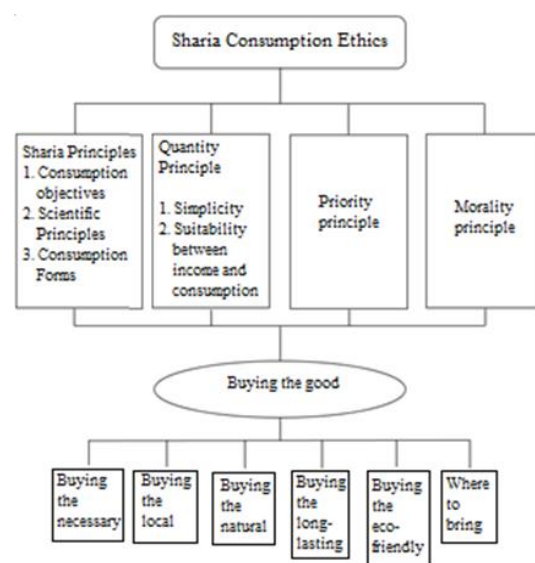 Sharia Consumption Ethics
Sharia Principles
1. Consumption
objectives
2. Scientific
Principles
3. Consumption
Forms
Quantity
Principle
1. Simplicity
2. Suitability
between
income and
consumption
Priority
principle
Morality
principle
Buying the good
Buying
the
necessary
Buying
the
local
Buying
the
natural
Buying
the
long-
lasting
Buying
the
eco-
friendly
Where
to
bring